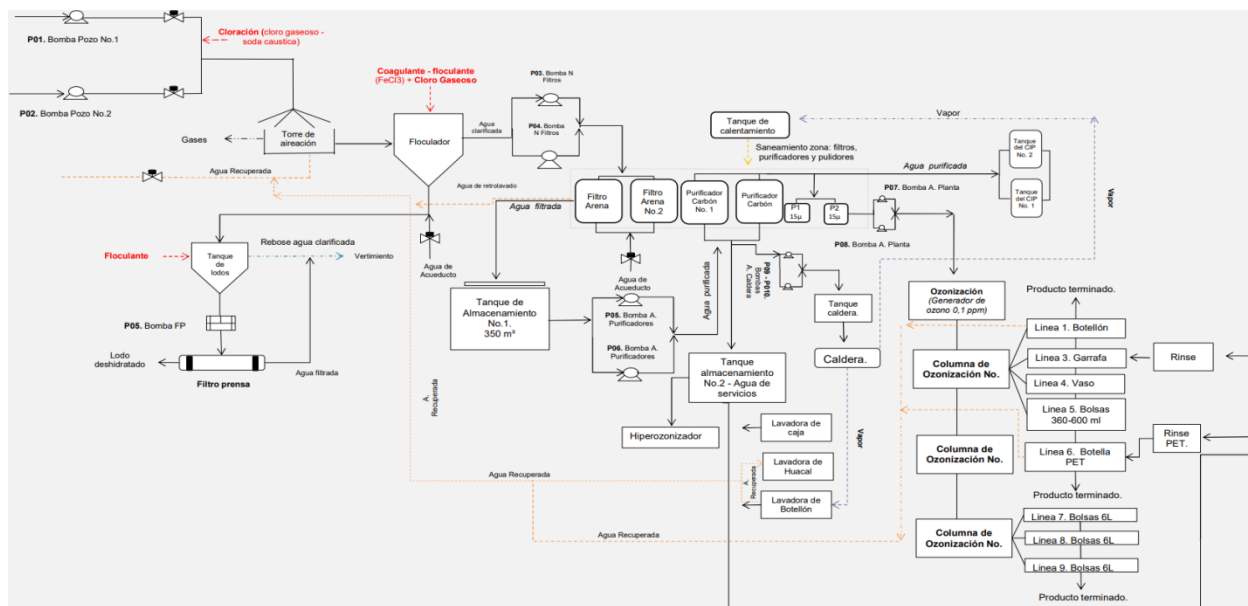 P01. Bomba Pozo No.1
Cloración (cloro gaseoso -
soda caustica)
P02. Bomba Pozo No.2
Gases
Torre de
aireación
Agua Recuperada
Coagulante - floculante
(FeCl3) + Cloro Gaseoso
Floculador
Agua
clarificada
P03. Bomba N
Filtros
P04. Bomba
N Filtros
Agua de retrolavado
Agua filtrada
Filtro
Arena
Filtro
Arena
No.2
Purificador
Carbón
No. 1
Purificador
Carbón
P1
15µ
P2
15µ
Tanque de
calentamiento
Saneamiento zona: filtros,
purificadores y pulidores
Vapor
Vapor
Agua purificada
Tanque
del CIP
No. 2
Tanque
del CIP
No. 1
P07. Bomba A. Planta
P08. Bomba A. Planta
Floculante
Tanque
de
lodos
Rebose agua clarificada
Vertimiento
Agua de
Acueducto
P05. Bomba FP
Lodo
deshidratado
Filtro prensa
Agua filtrada
Tanque de
Almacenamiento
No.1.
350 m³
Agua de
Acueducto
P05. Bomba A.
Purificadores
P06. Bomba A.
Purificadores
Agua purificada
P09 - P010.
Bombas
A. Caldera
Tanque
caldera.
Caldera.
Tanque
almacenamiento
No.2 - Agua de
servicios
Hiperozonizador
Lavadora de
caja
Lavadora de
Huacal
Lavadora de
Botellón
Vapor
A.
Recuperada
A.
Recuperada
Agua Recuperada
Agua Recuperada
Ozonización
(Generador de
ozono 0,1 ppm)
Columna de
Ozonización No.
Columna de
Ozonización No.
Columna de
Ozonización No.
Producto terminado.
Linea 1. Botellón
Linea 3. Garrafa
Linea 4. Vaso
Linea 5. Bolsas
360-600 ml
Linea 6. Botella
PET
Rinse
Rinse
PET.
Producto terminado.
Linea 7. Bolsas 6L
Linea 8. Bolsas 6L
Linea 9. Bolsas 6L
Producto terminado.